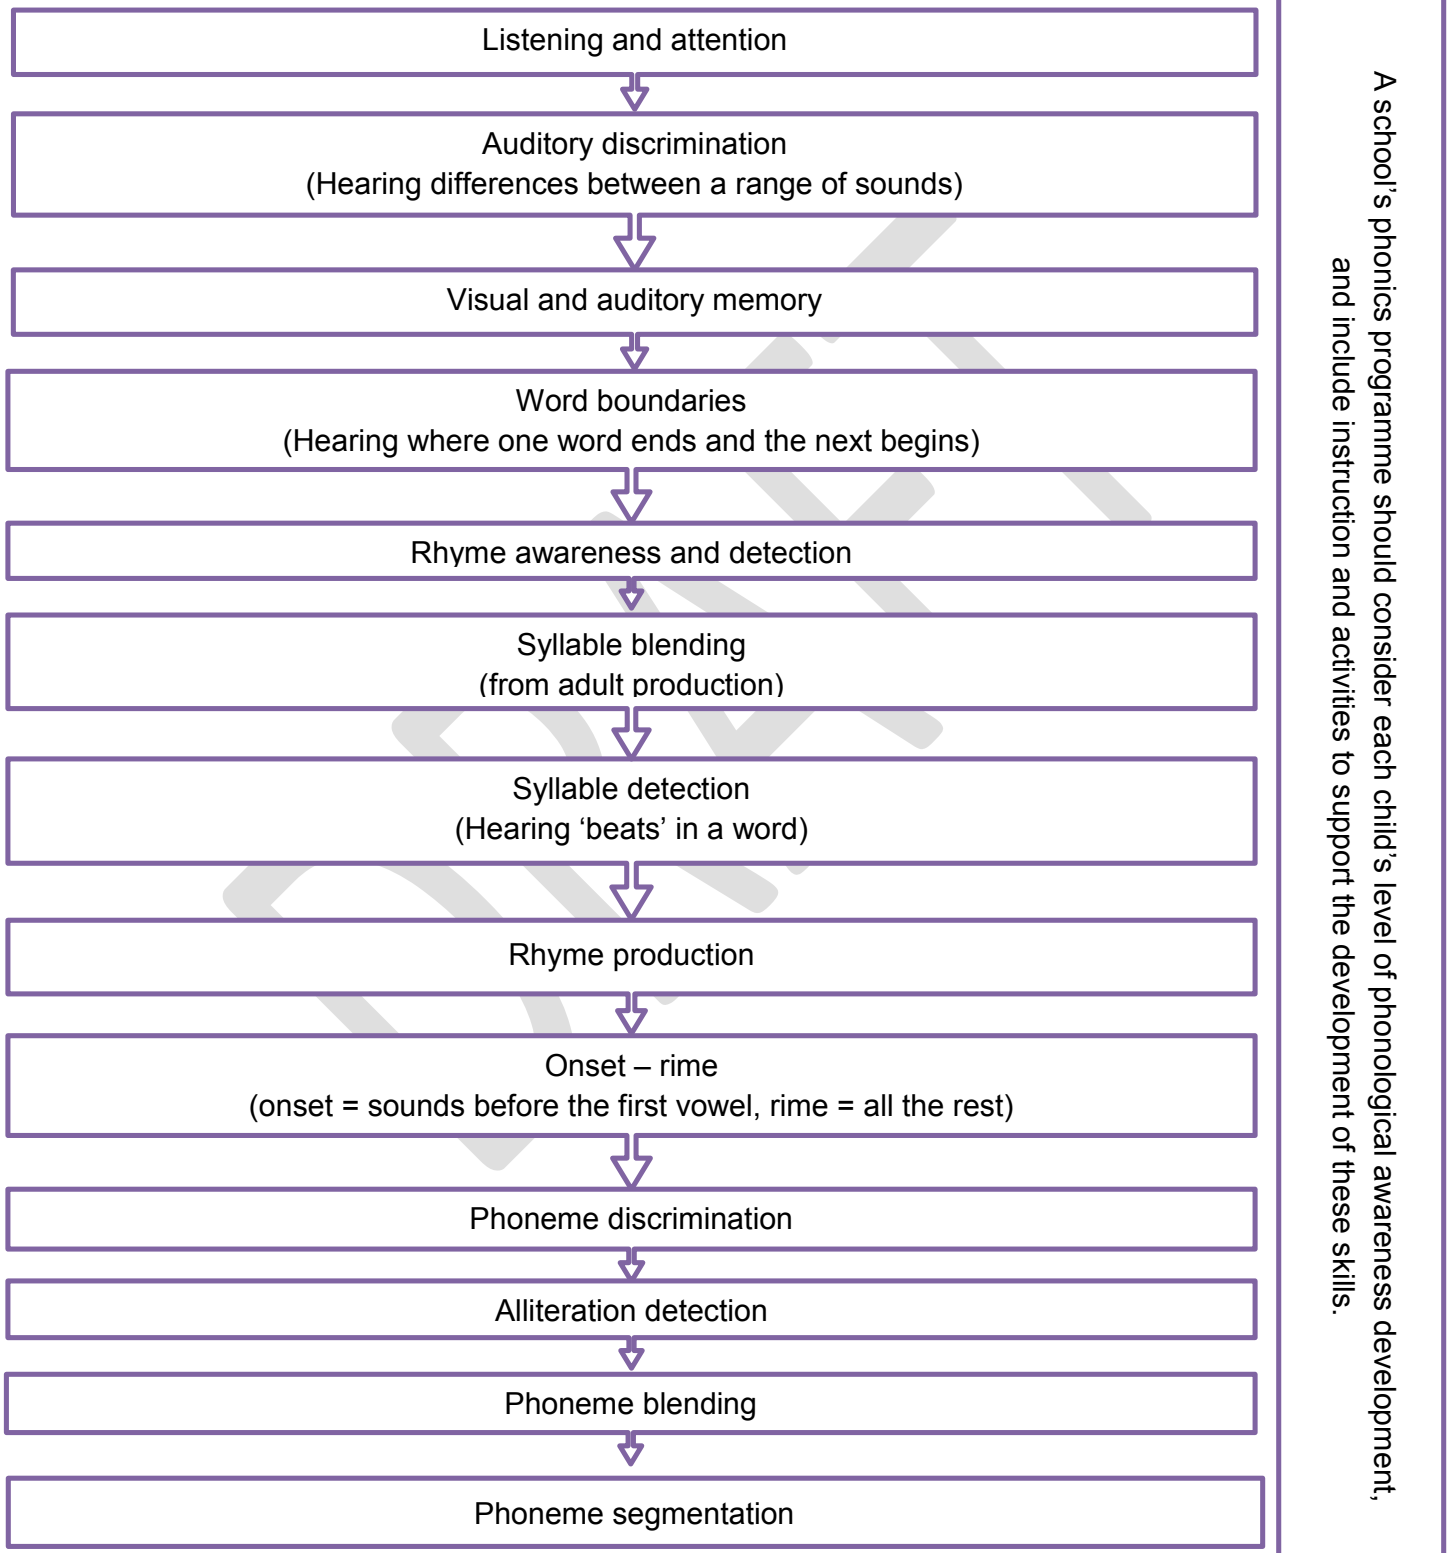 Listening and attention
Auditory discrimination
(Hearing differences between a range of sounds)
Visual and auditory memory
Word boundaries
(Hearing where one word ends and the next begins)
Rhyme awareness and detection
Syllable blending
(from adult production)
Syllable detection
(Hearing ‘beats’ in a word)
Rhyme production
Onset – rime
(onset = sounds before the first vowel, rime = all the rest)
Phoneme discrimination
Alliteration detection
Phoneme blending
Phoneme segmentation
A school’s phonics programme should consider each child’s level of phonological awareness development,
and include instruction and activities to support the development of these skills.
DRAFT